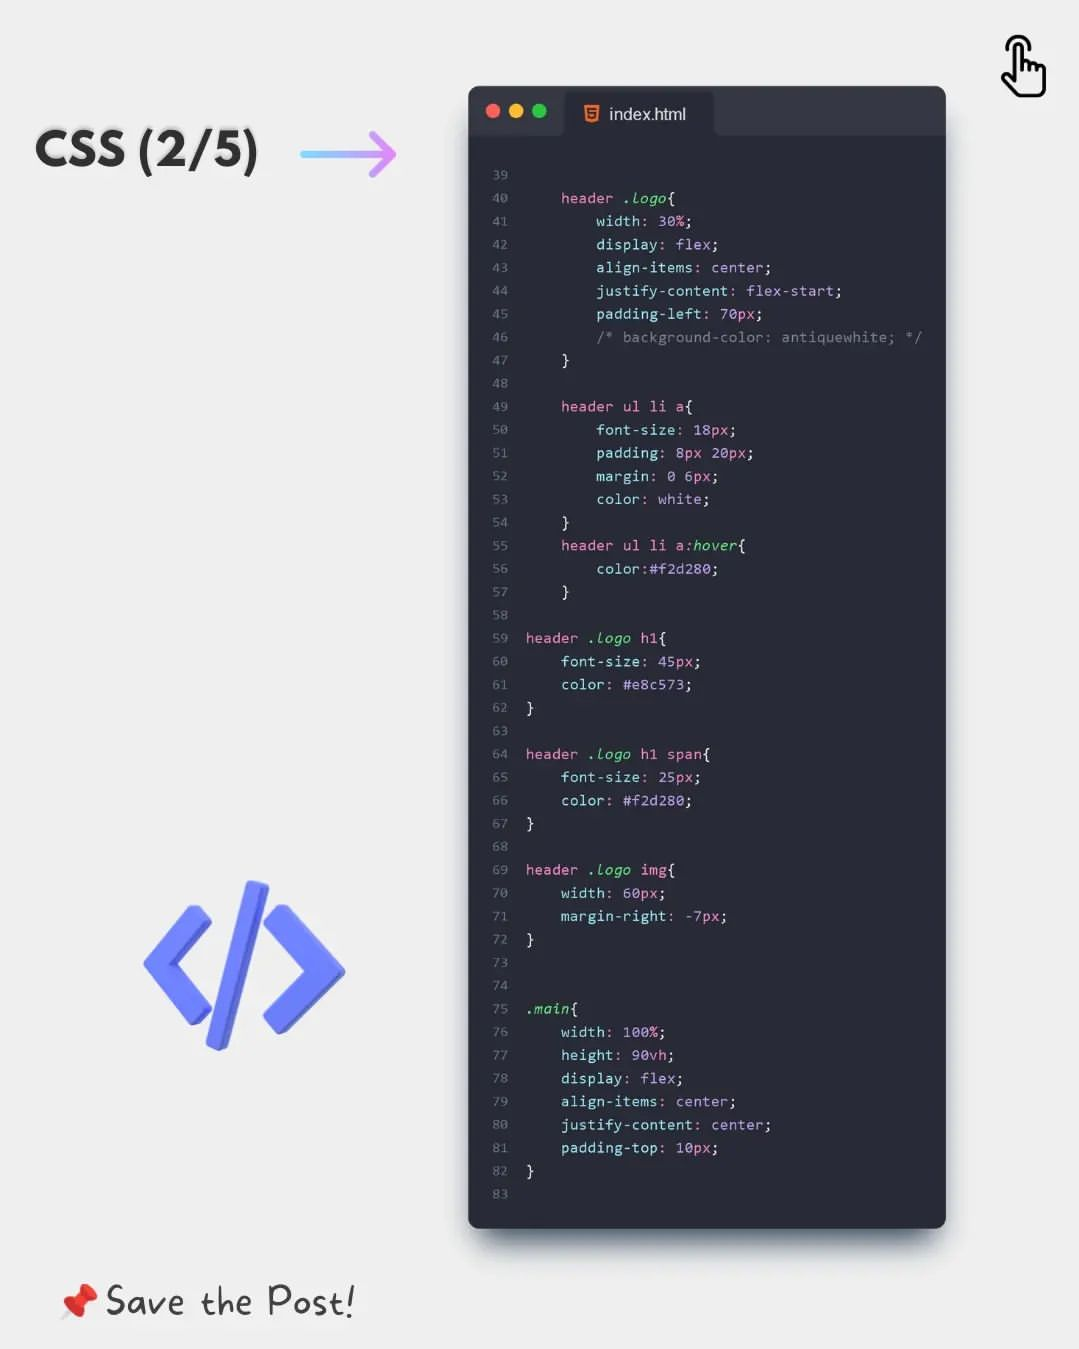 CSS (2/5)
index.html
39
40 header .logo{
41 width: 30%;
42 display: flex;
43 align-items: center;
44 justify-content: flex-start;
45 padding-left: 70px;
46 /* background-color: antiquewhite; */
47 }
48
49 header ul li a{
50 font-size: 18px;
51 padding: 8px 20px;
52 margin: 0 6px;
53 color: white;
54 }
55 header ul li a:hover{
56 color:#f2d280;
57 }
58
59 header .logo h1{
60 font-size: 45px;
61 color: #e8c573;
62 }
63
64 header .logo h1 span{
65 font-size: 25px;
66 color: #f2d280;
67 }
68
69 header .logo img{
70 width: 60px;
71 margin-right: -7px;
72 }
73
74
75 .main{
76 width: 100%;
77 height: 90vh;
78 display: flex;
79 align-items: center;
80 justify-content: center;
81 padding-top: 10px;
82 }
83
Save the Post!